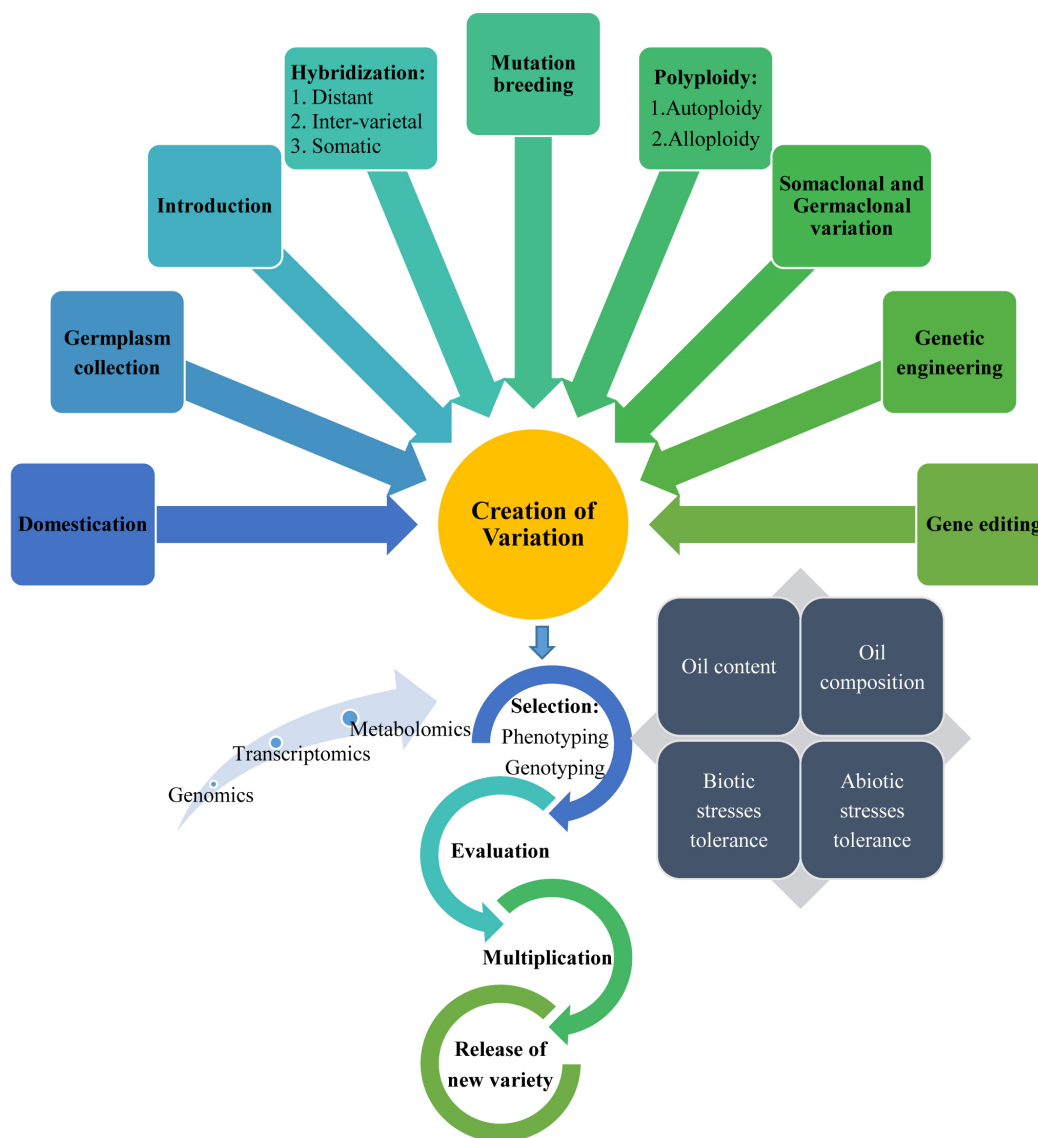 Mutation
breeding
Hybridization:
1. Distant
2. Inter-varietal
3. Somatic
Polyploidy:
1.Autoploidy
2.Alloploidy
Introduction
Somaclonal and
Germaclonal
variation
Germplasm
collection
Genetic
engineering
Domestication
Creation of
Variation
Gene editing
Oil content
Oil
composition
Biotic
stresses
tolerance
Abiotic
stresses
tolerance
Genomics
Transcriptomics
Metabolomics
Selection:
Phenotyping
Genotyping
Evaluation
Multiplication
Release of
new variety